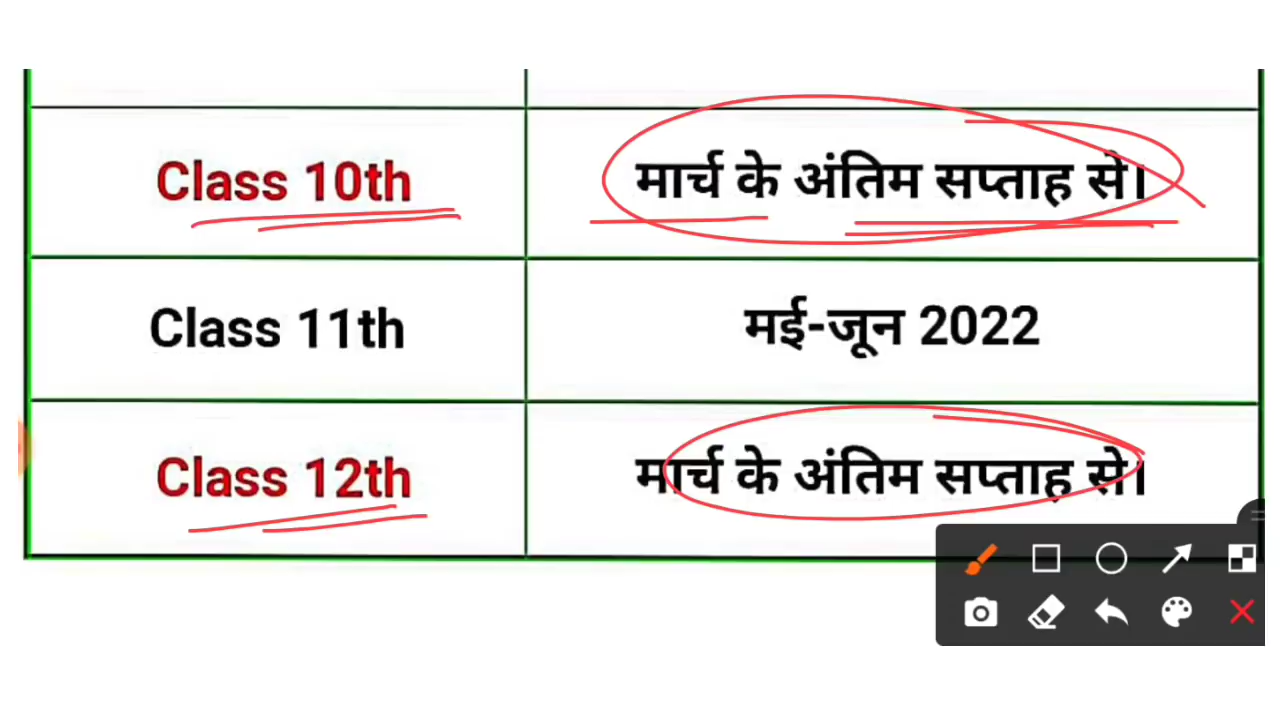 Class 10th मार्च के अंतिम सप्ताह से।
Class 11th मई-जून 2022
Class 12th मार्च के अंतिम सप्ताह से।